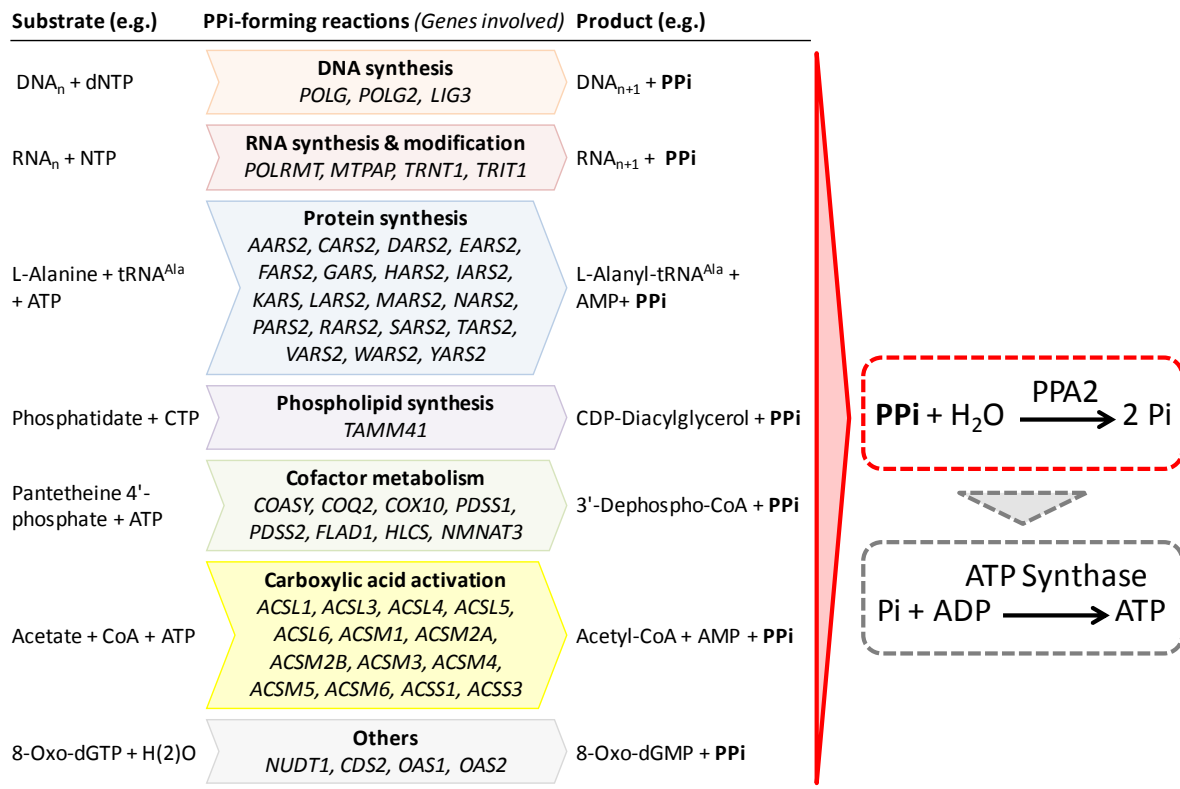 Substrate (e.g.) PPi-forming reactions (Genes involved) Product (e.g.)
DNA synthesis
DNAn + dNTP
POLG, POLG2, LIG3
DNAn+1 + PPi
RNA synthesis & modification
RNAn + NTP
POLRMT, MTPAP, TRNT1, TRIT1
RNAn+1 + PPi
Protein synthesis
AARS2, CARS2, DARS2, EARS2,
FARS2, GARS, HARS2, IARS2,
KARS, LARS2, MARS2, NARS2,
PARS2, RARS2, SARS2, TARS2,
VARS2, WARS2, YARS2
L-Alanine + tRNAAla
+ ATP
L-Alanyl-tRNAAla +
AMP+ PPi
Phosphatidate + CTP
Phospholipid synthesis
TAMM41
CDP-Diacylglycerol + PPi
Pantetheine 4'-
phosphate + ATP
Cofactor metabolism
COASY, COQ2, COX10, PDSS1,
PDSS2, FLAD1, HLCS, NMNAT3
3'-Dephospho-CoA + PPi
Acetate + CoA + ATP
Carboxylic acid activation
ACSL1, ACSL3, ACSL4, ACSL5,
ACSL6, ACSM1, ACSM2A,
ACSM2B, ACSM3, ACSM4,
ACSM5, ACSM6, ACSS1, ACSS3
Acetyl-CoA + AMP + PPi
8-Oxo-dGTP + H(2)O
Others
NUDT1, CDS2, OAS1, OAS2
8-Oxo-dGMP + PPi
PPA2
PPi + H2O → 2 Pi
ATP Synthase
Pi + ADP → ATP